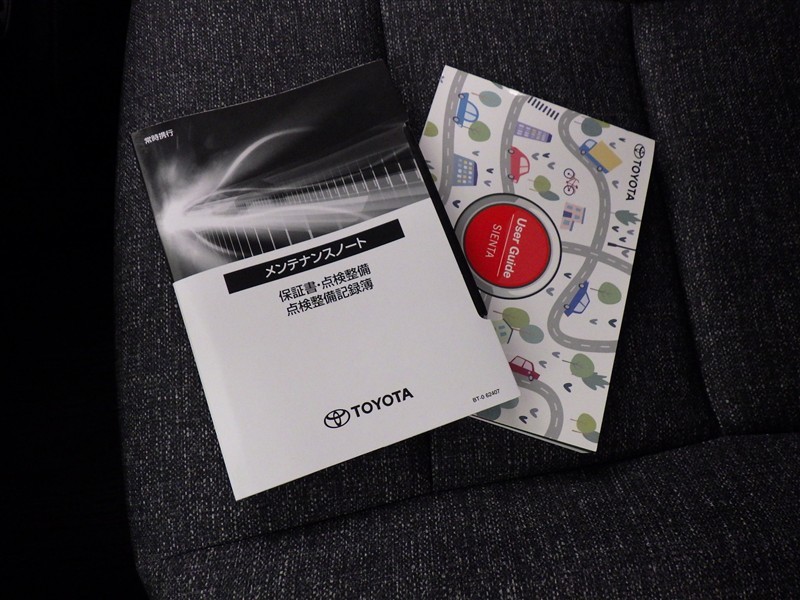 常時携行
メンテナンスノート
保証書・点検整備
点検整備記録簿
TOYOTA
BT-0 62407
TOYOTA
User Guide
SIENTA